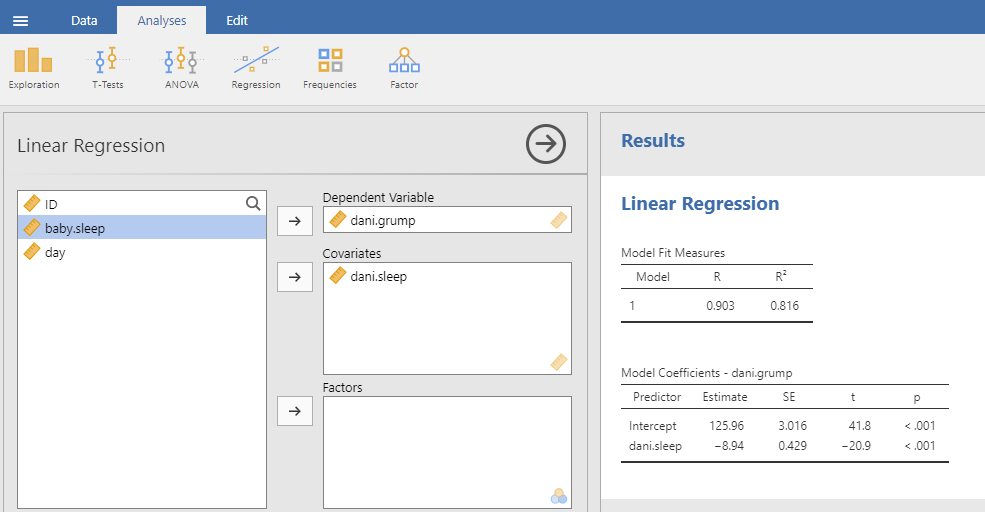 Data Analyses Edit
Exploration T-Tests ANOVA Regression Frequencies Factor
Linear Regression
ID
baby.sleep
day
Dependent Variable
dani.grump
Covariates
dani.sleep
Factors
Results
Linear Regression
Model Fit Measures
Model R R²
1 0.903 0.816
Model Coefficients - dani.grump
Predictor Estimate SE t p
Intercept 125.96 3.016 41.8 < .001
dani.sleep −8.94 0.429 −20.9 < .001